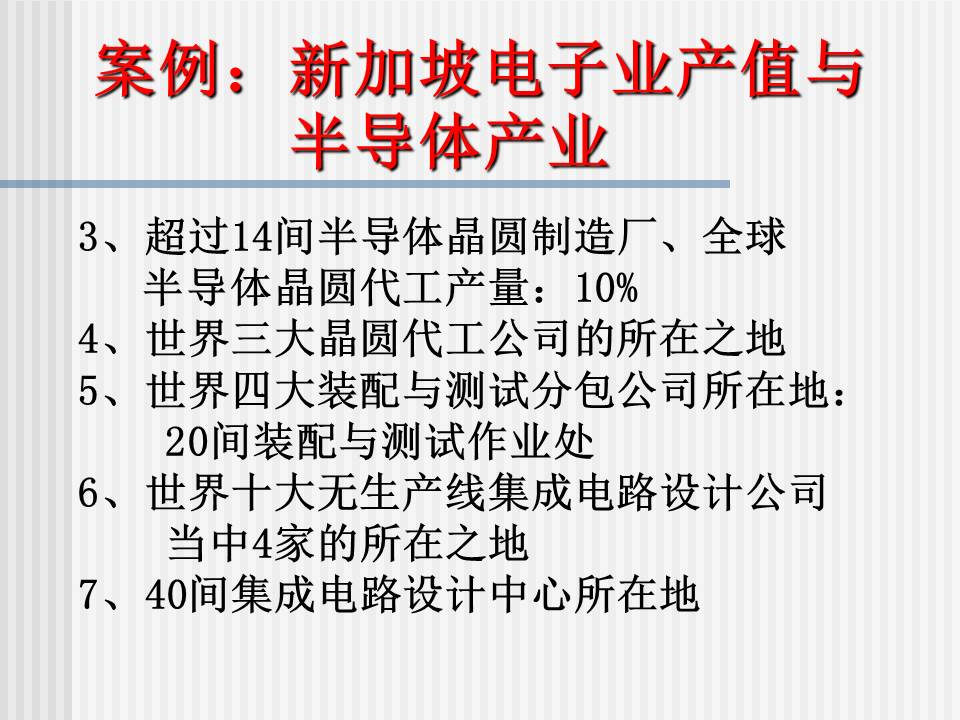 案例：新加坡电子业产值与
半导体产业
3、超过14间半导体晶圆制造厂、全球
半导体晶圆代工产量：10%
4、世界三大晶圆代工公司的所在之地
5、世界四大装配与测试分包公司所在地：
20间装配与测试作业处
6、世界十大无生产线集成电路设计公司
当中4家的所在之地
7、40间集成电路设计中心所在地